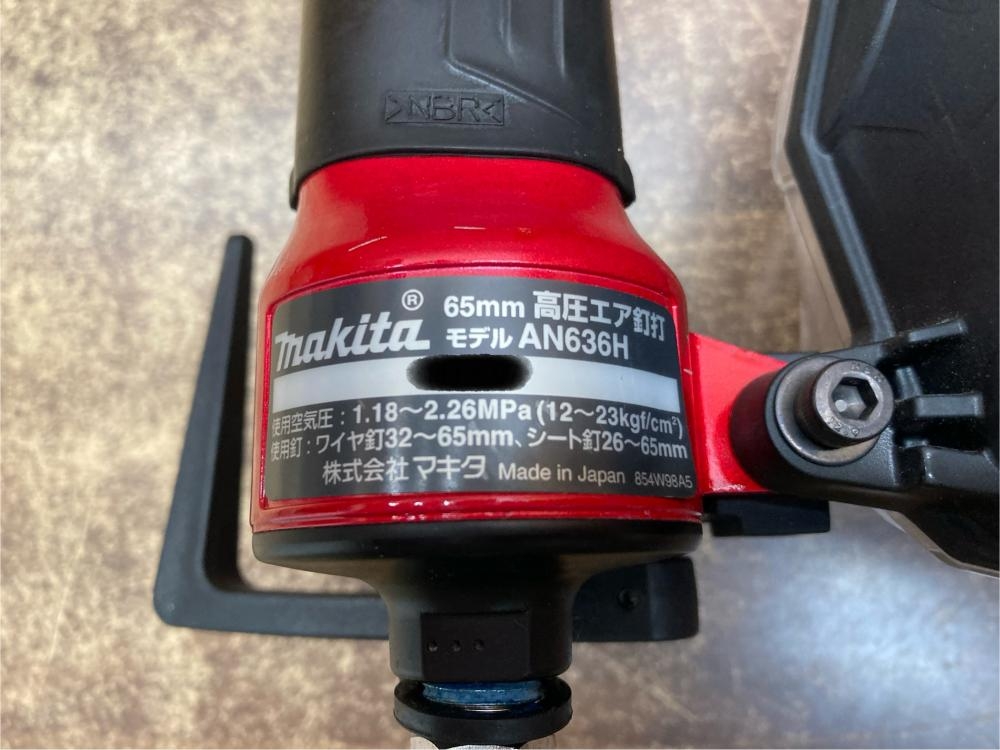 >NBR<
makita®
65mm 高圧エア釘打
モデル AN636H
使用空気圧：1.18～2.26MPa(12～23kgf/cm²)
使用釘：ワイヤ釘32～65mm、シート釘26～65mm
株式会社 マキタ Made in Japan 854W98A5